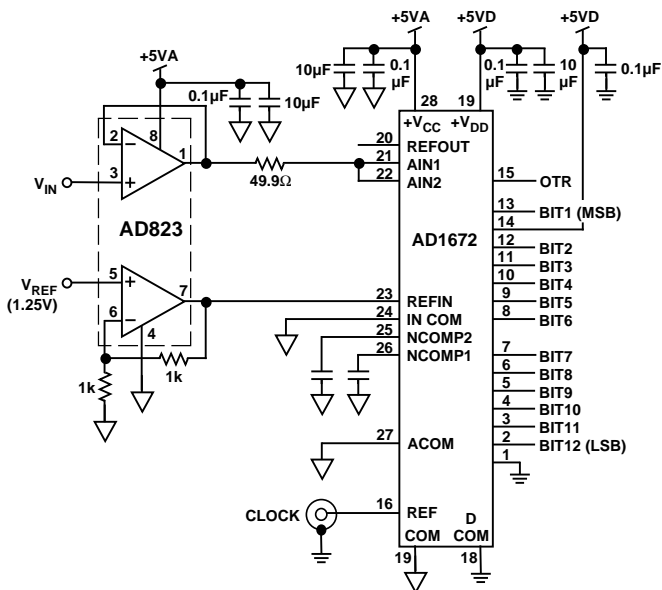 +5VA +5VD +5VD
10µF 0.1 µF 0.1 µF 10 µF 0.1µF
+5VA
0.1µF 10µF
28 19
+VCC +VDD
20 REFOUT
2 8 1
21 AIN1
22 AIN2
VIN 3
49.9Ω
15 OTR
13 BIT1 (MSB)
14
AD823
AD1672
12 BIT2
11 BIT3
10 BIT4
9 BIT5
8 BIT6
VREF (1.25V)
5 7
6 4
23 REFIN
24 IN COM
25 NCOMP2
26 NCOMP1
1k
1k
7 BIT7
6 BIT8
5 BIT9
4 BIT10
3 BIT11
2 BIT12 (LSB)
1
27 ACOM
CLOCK
16 REF
COM
D
COM
19 18